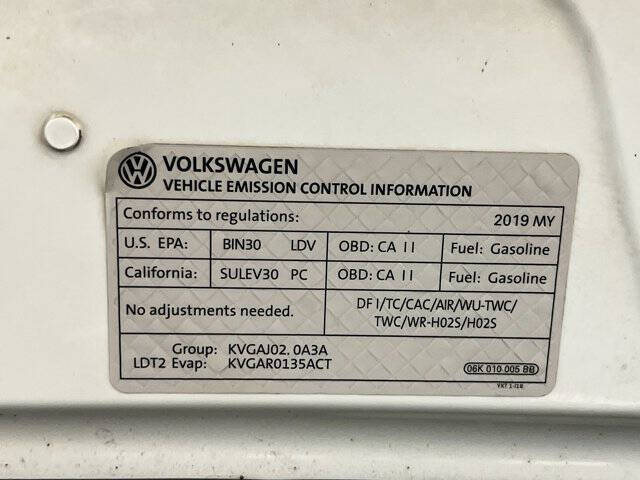 VOLKSWAGEN
VEHICLE EMISSION CONTROL INFORMATION
Conforms to regulations: 2019 MY
U.S. EPA: BIN30 LDV OBD: CA II Fuel: Gasoline
California: SULEV30 PC OBD: CA II Fuel: Gasoline
No adjustments needed. DFI/TC/CAC/AIR/WU-TWC/
TWC/WR-HO2S/HO2S
Group: KVGAJ02.0A3A
LDT2 Evap: KVGAR0135ACT
06K 010 005 BB